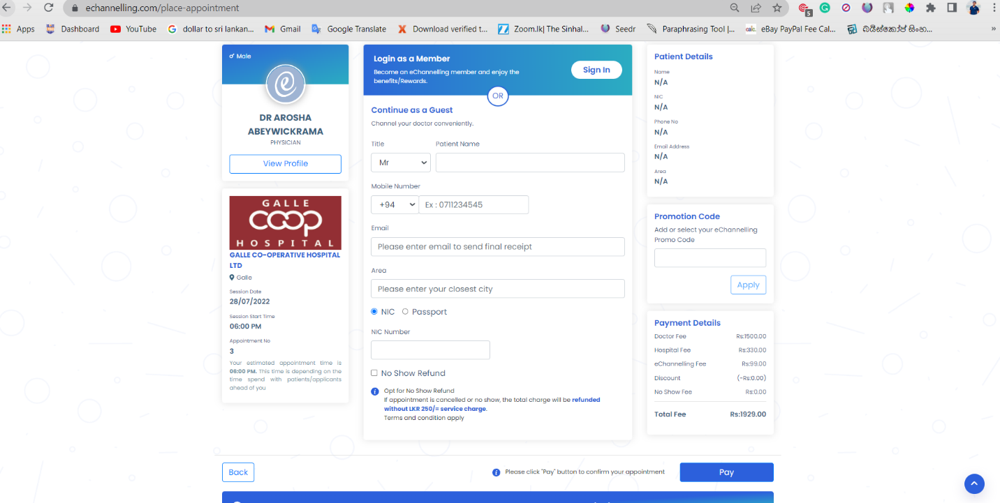 echannelling.com/place-appointment
5
Apps
Dashboard
YouTube
dollar to sri lankan...
Gmail
Google Translate
Download verified t...
Zoom.lk| The Sinhal...
Seedr
Paraphrasing Tool |...
eBay PayPal Fee Cal...
බයිස්කෝප් සිංහ...
»
Male
DR AROSHA
ABEYWICKRAMA
PHYSICIAN
View Profile
GALLE
COOP
HOSPITAL
GALLE CO-OPERATIVE HOSPITAL
LTD
Galle
Session Date
28/07/2022
Session Start Time
06:00 PM
Appointment No
3
Your estimated appointment time is
06:00 PM. This time is depending on the
time spend with patients/applicants
ahead of you
Login as a Member
Become an eChannelling member and enjoy the
benefits/Rewards.
Sign In
OR
Continue as a Guest
Channel your doctor conveniently.
Title
Patient Name
Mr
Mobile Number
+94
Ex : 0711234545
Email
Please enter email to send final receipt
Area
Please enter your closest city
NIC
Passport
NIC Number
No Show Refund
Opt for No Show Refund
If appointment is cancelled or no show, the total charge will be refunded
without LKR 250/= service charge.
Terms and condition apply
Patient Details
Name
N/A
NIC
N/A
Phone No
N/A
Email Address
N/A
Area
N/A
Promotion Code
Add or select your eChannelling
Promo Code
Apply
Payment Details
Doctor Fee Rs:1500.00
Hospital Fee Rs:330.00
eChannelling Fee Rs:99.00
Discount (-Rs:0.00)
No Show Fee Rs:0.00
Total Fee Rs:1929.00
Back
Please click "Pay" button to confirm your appointment
Pay